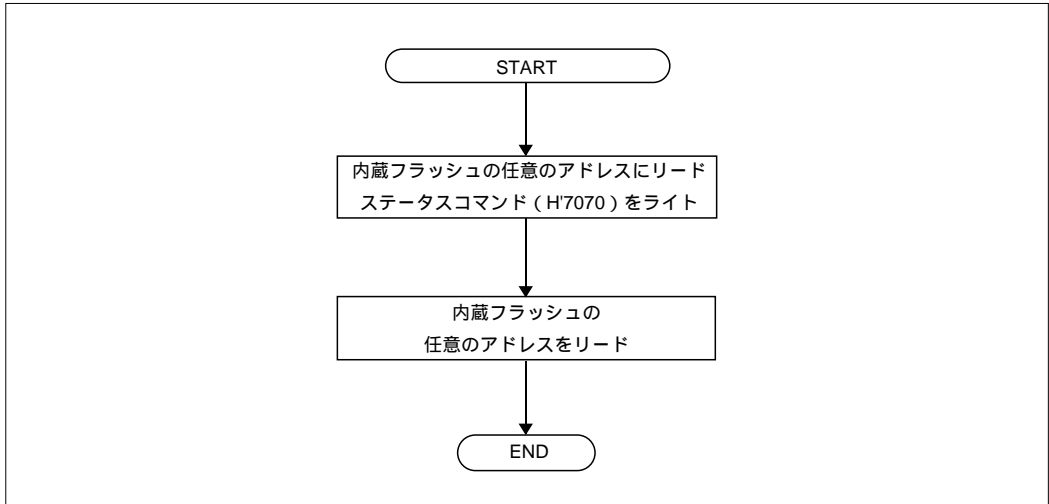 START
内蔵フラッシュの任意のアドレスにリード
ステータスコマンド（H'7070）をライト
内蔵フラッシュの
任意のアドレスをリード
END